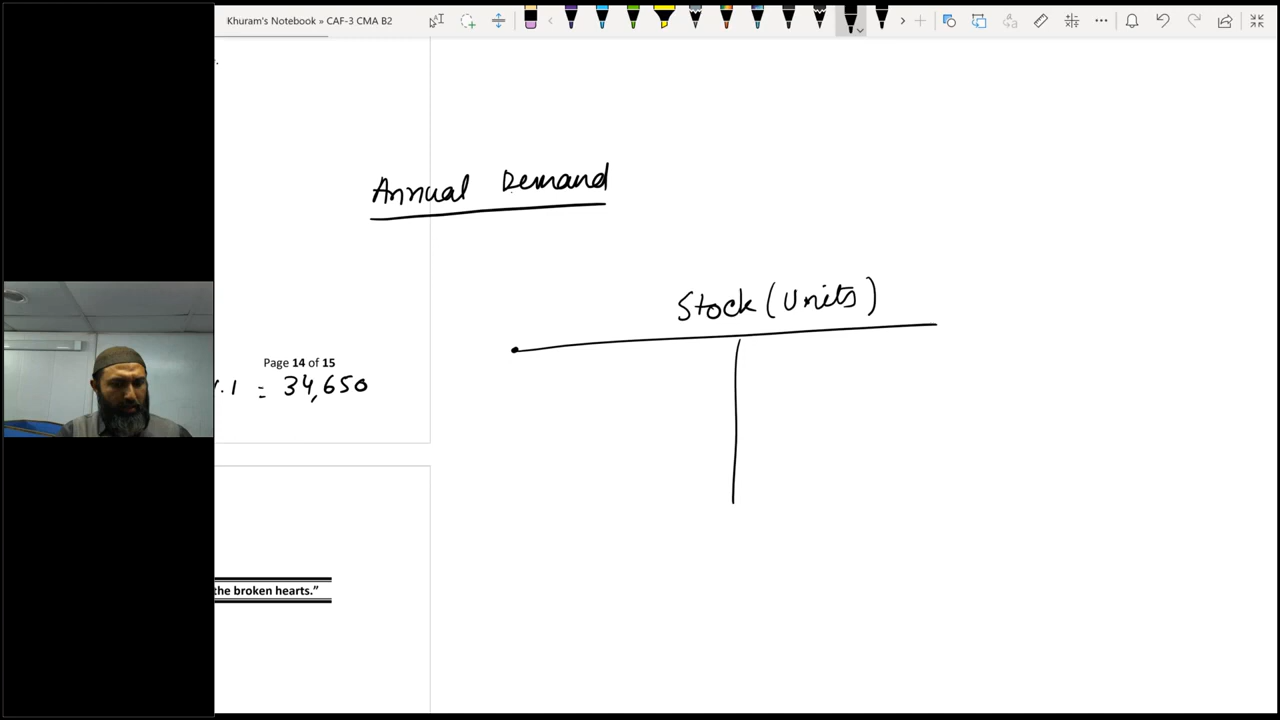 Khuram's Notebook » CAF-3 CMA B2
Annual Demand
Stock (Units)
Page 14 of 15
.1 = 34,650
the broken hearts.”